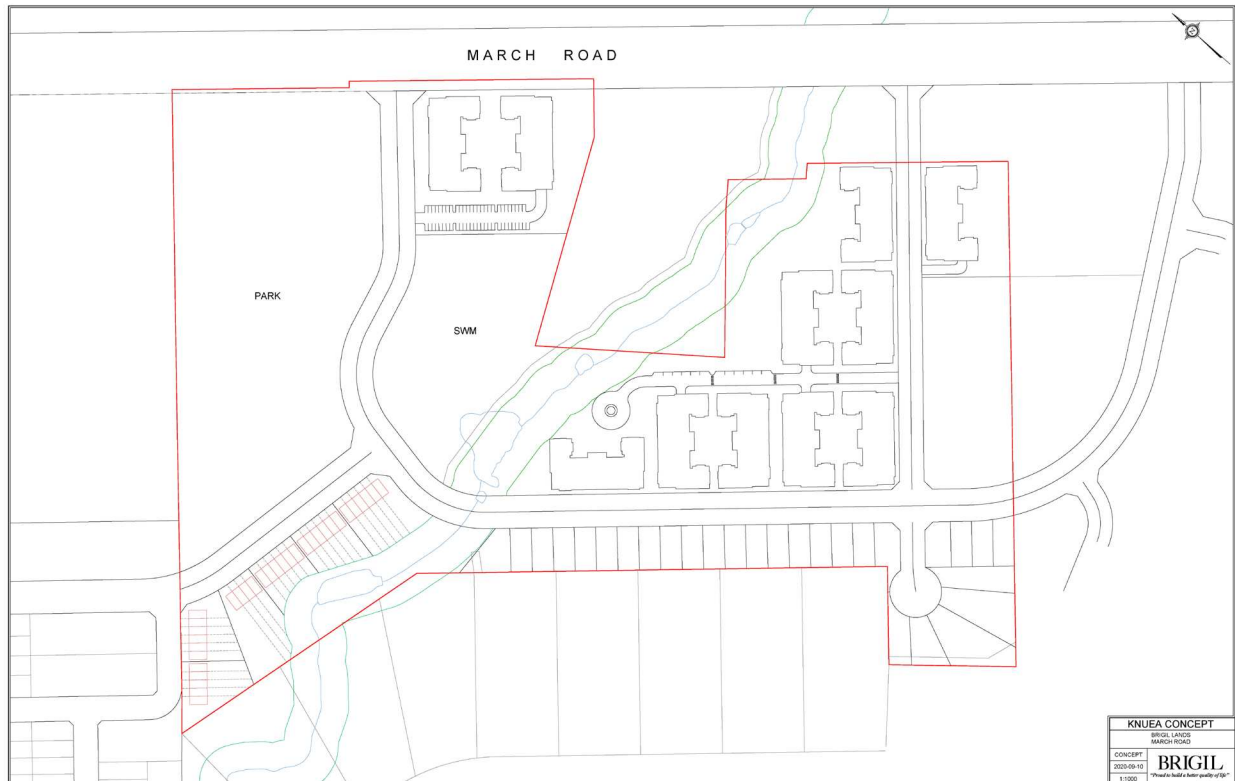 MARCH ROAD
PARK
SWM
KNUEA CONCEPT
BRIGIL LANDS
MARCH ROAD
CONCEPT
2020-09-10
1:1000
BRIGIL
"Proud to build a better quality of life"